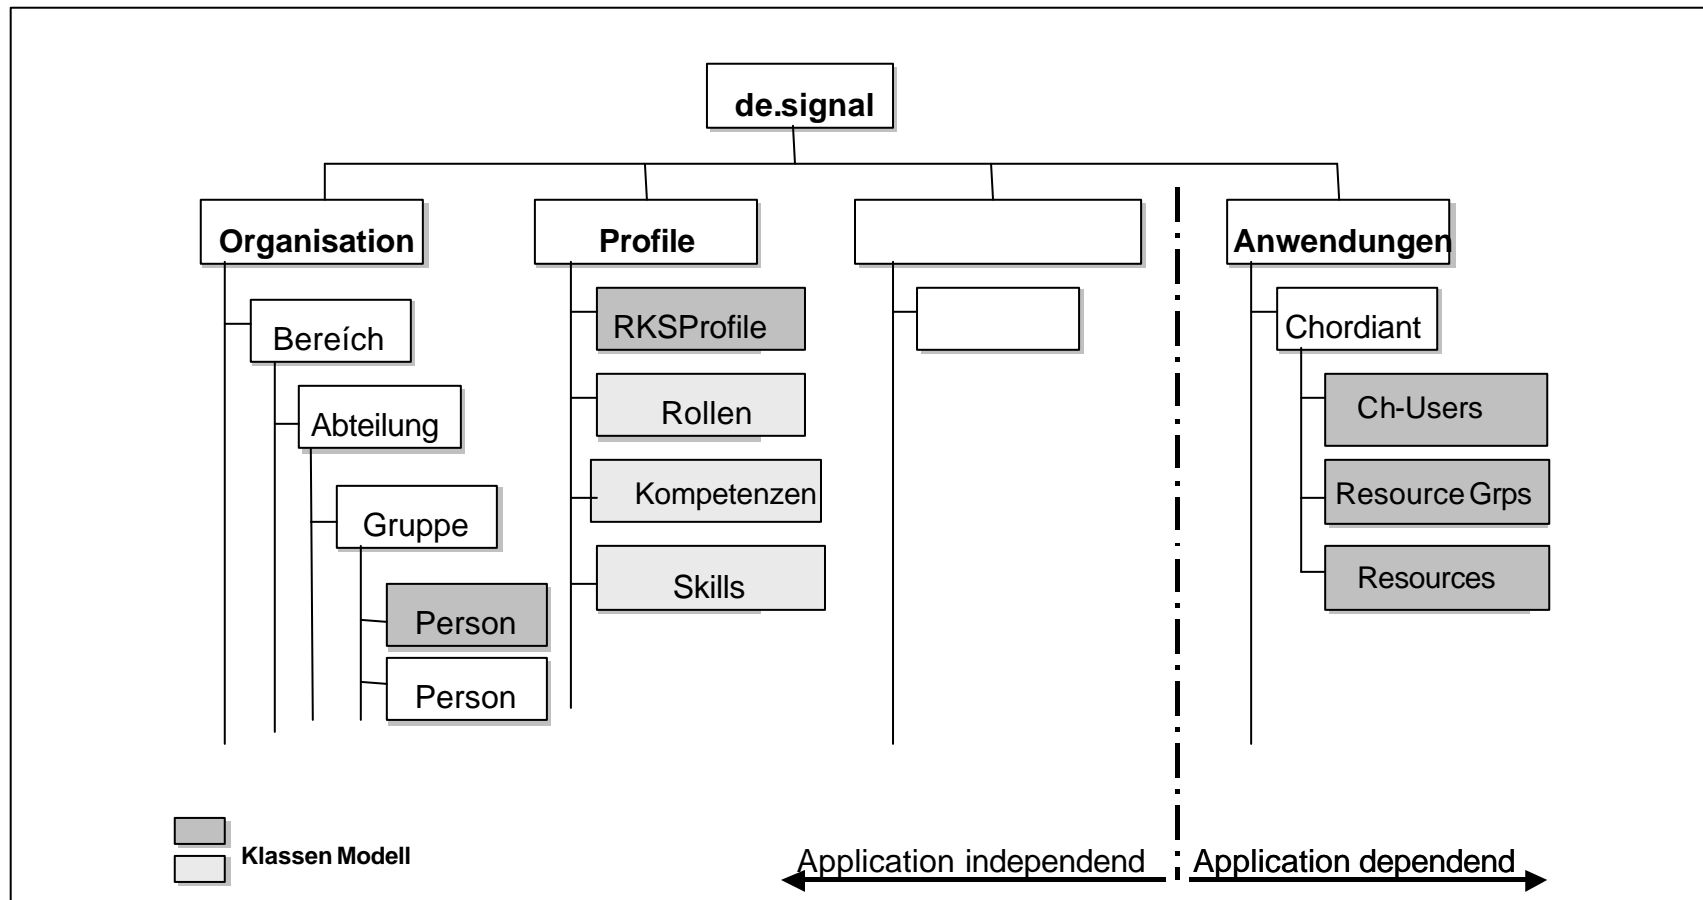 de.signal
Organisation
Profile
Anwendungen
Bereích
Abteilung
Gruppe
Person
Person
RKSProfile
Rollen
Kompetenzen
Skills
Chordiant
Ch-Users
Resource Grps
Resources
Klassen Modell
Application independend
Application dependend